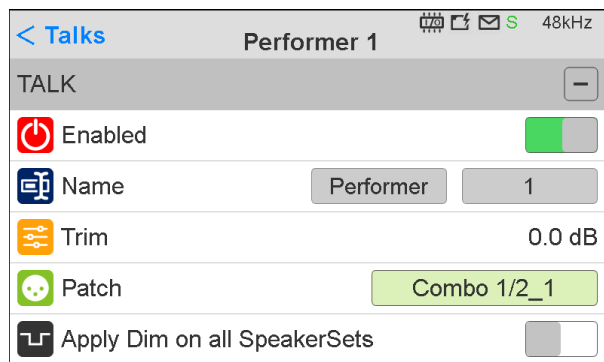 < Talks
Performer 1
I/O S 48kHz
TALK
Enabled
Name Performer 1
Trim 0.0 dB
Patch Combo 1/2_1
Apply Dim on all SpeakerSets